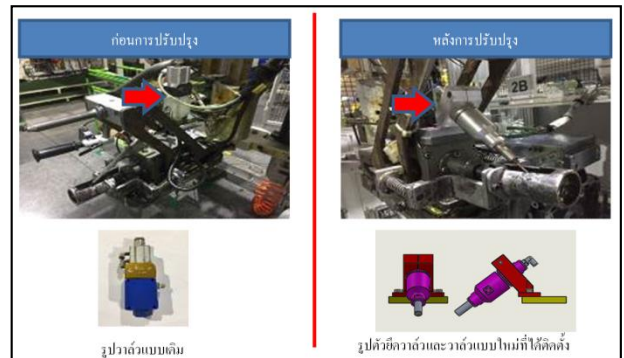 ก่อนการปรับปรุง
หลังการปรับปรุง
2B
รูปวาล์วแบบเดิม
รูปตัวยึดวาล์วและวาล์วแบบใหม่ที่ได้ติดตั้ง